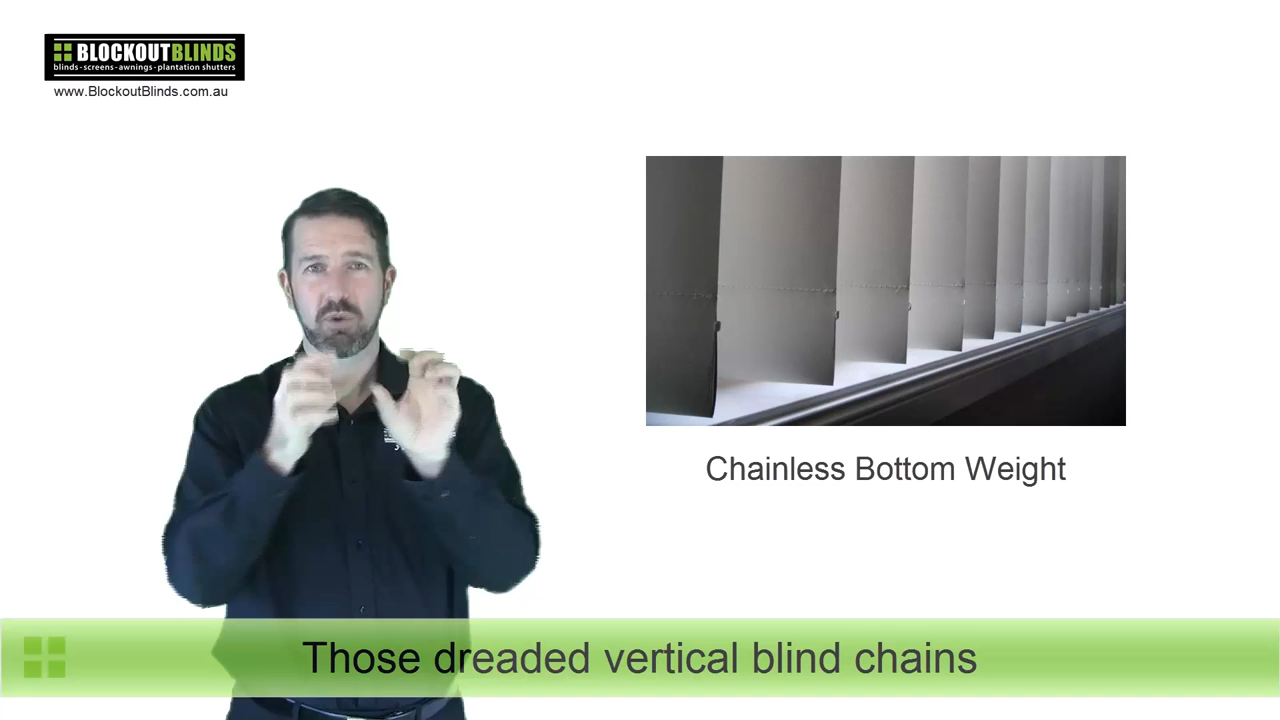 BLOCKOUTBLINDS
blinds-screens-awnings-plantation shutters
www.BlockoutBlinds.com.au
Chainless Bottom Weight
Those dreaded vertical blind chains